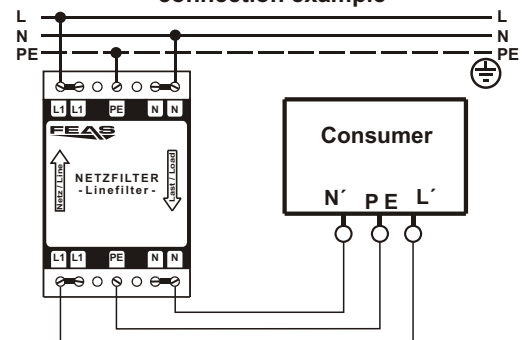 connection example
L L
N N
PE PE
L1 L1 PE N N
FEAS
Netz / Line
NETZFILTER
-Linefilter-
Last / Load
L1 L1 PE N N
Consumer
N´ PE L´